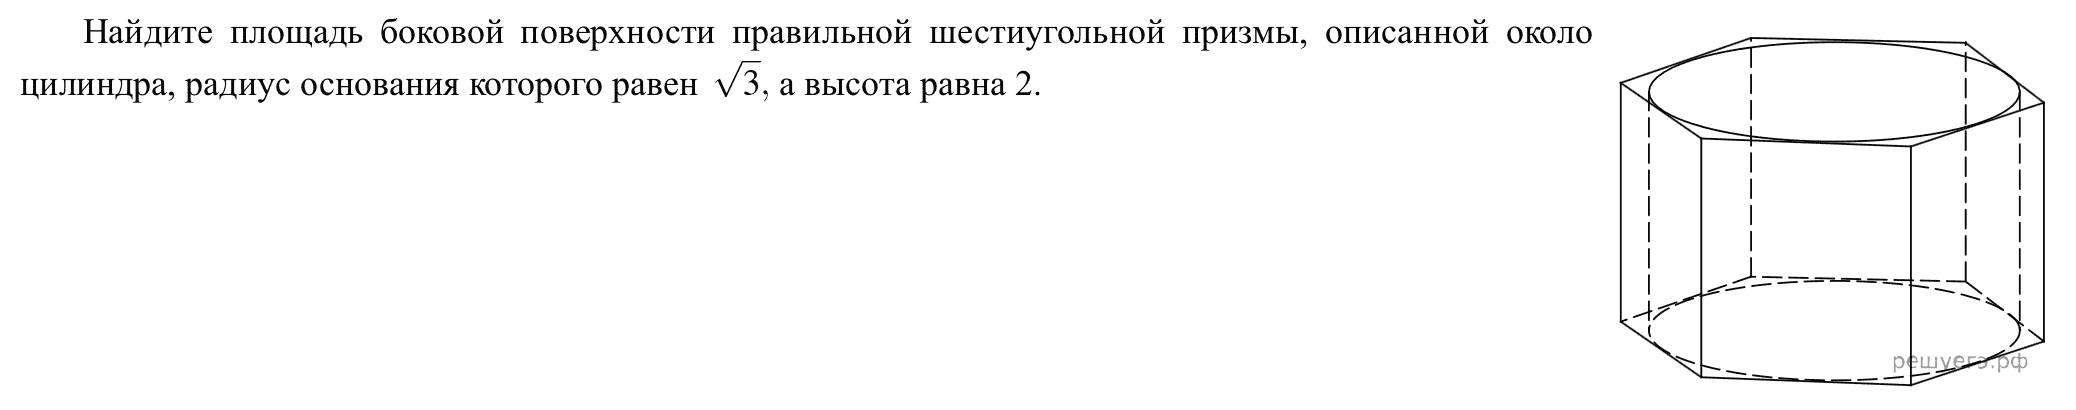 Найдите площадь боковой поверхности правильной шестиугольной призмы, описанной около
цилиндра, радиус основания которого равен √3, а высота равна 2.
решуегэ.рф